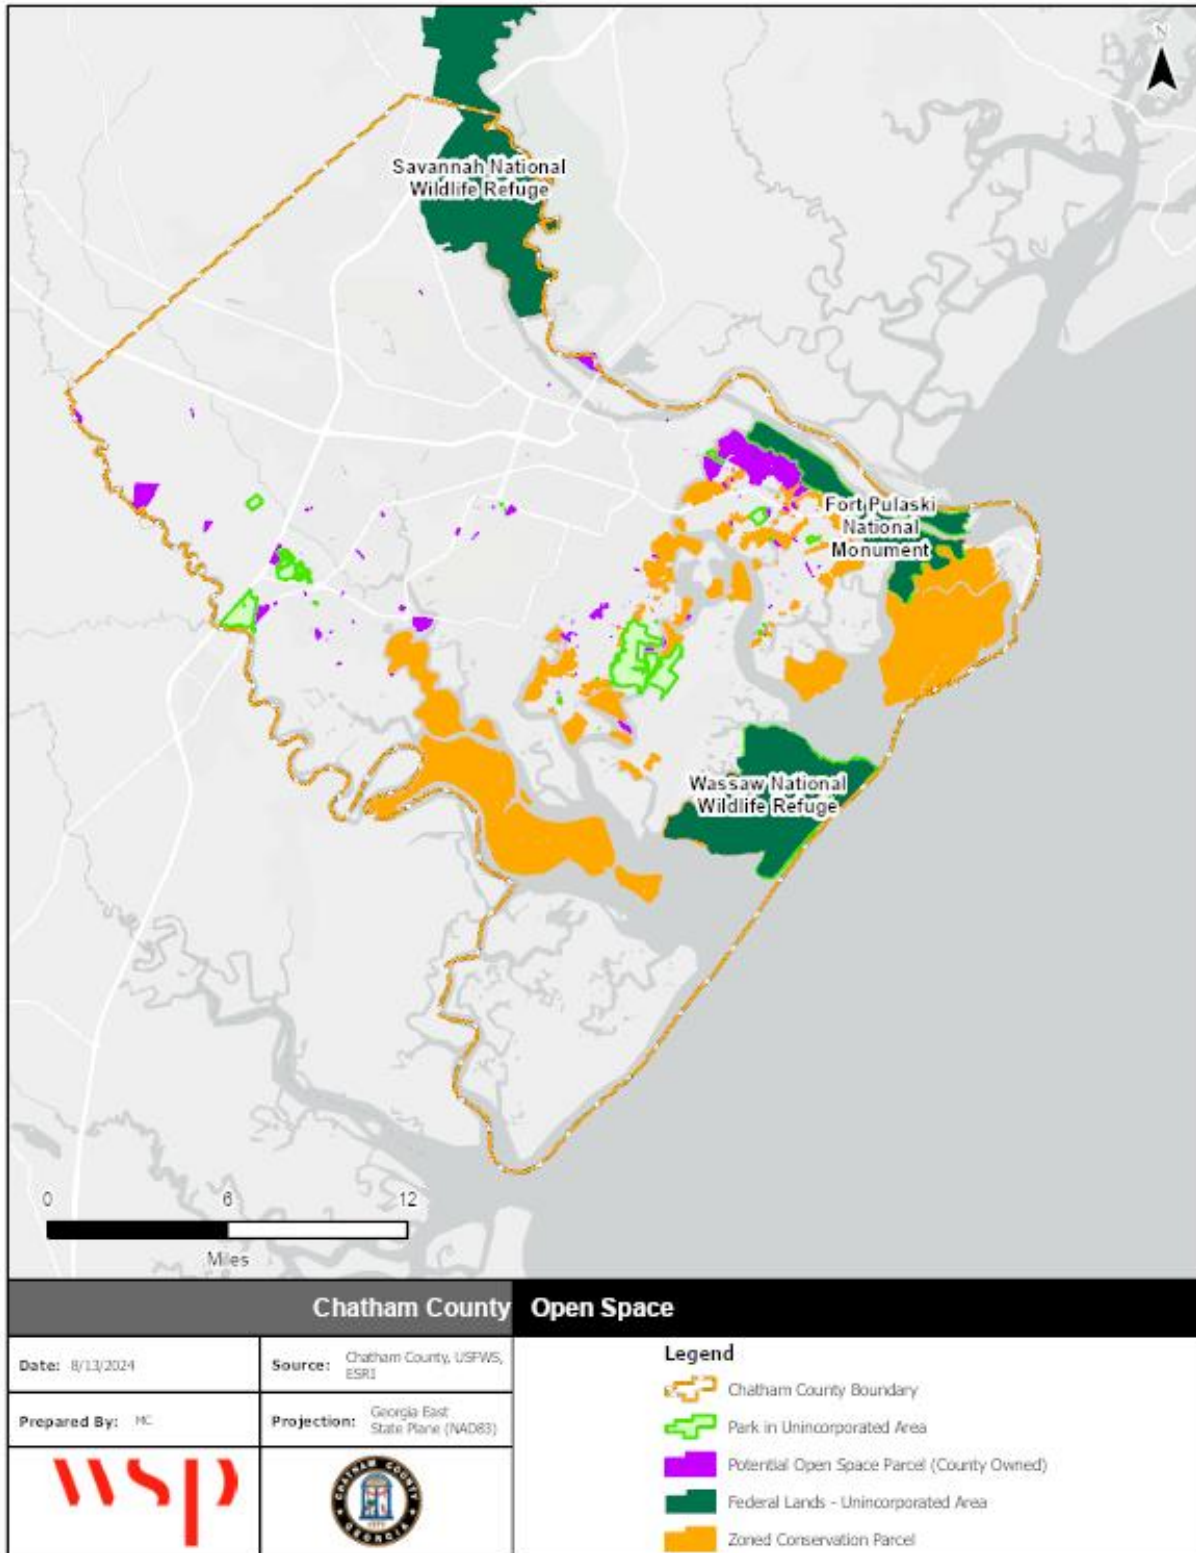 N
Savannah National
Wildlife Refuge
Fort Pulaski
National
Monument
Wassaw National
Wildlife Refuge
0 6 12
Miles
Chatham County Open Space
Date: 8/13/2024
Source: Chatham County, USFWS,
ESRI
Prepared By: MC
Projection: Georgia East
State Plane (NAD83)
wsp
CHATHAM COUNTY
GEORGIA
Legend
Chatham County Boundary
Park in Unincorporated Area
Potential Open Space Parcel (County Owned)
Federal Lands - Unincorporated Area
Zoned Conservation Parcel